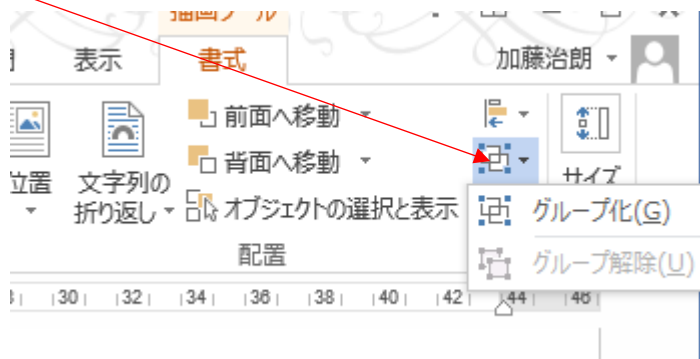 描画ツール
表示
書式
加藤治朗
前面へ移動
背面へ移動
位置
文字列の
折り返し
オブジェクトの選択と表示
サイズ
グループ化(G)
グループ解除(U)
配置
30 32 34 36 38 40 42 44 46